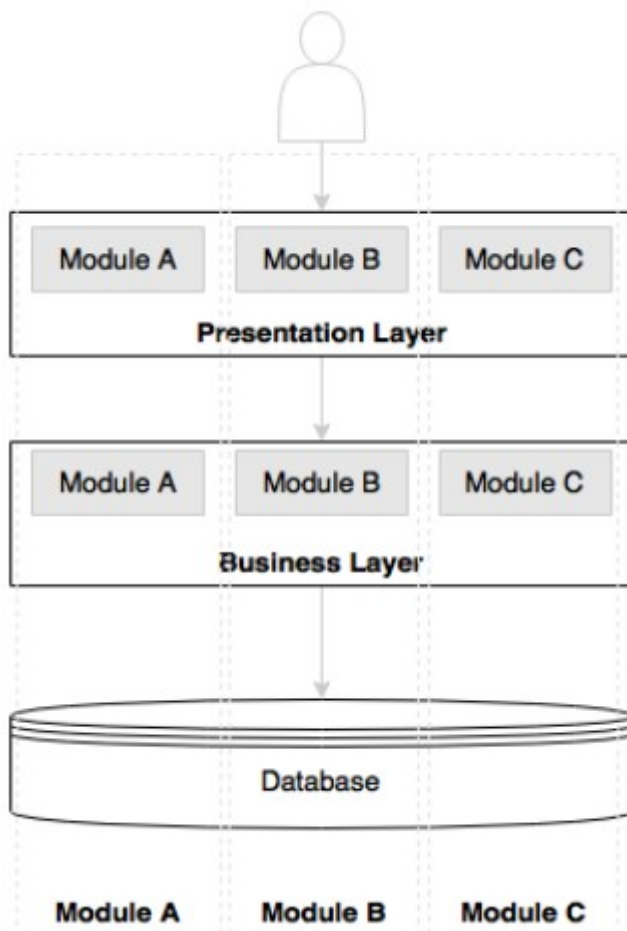 Module A Module B Module C
Presentation Layer
Module A Module B Module C
Business Layer
Database
Module A Module B Module C